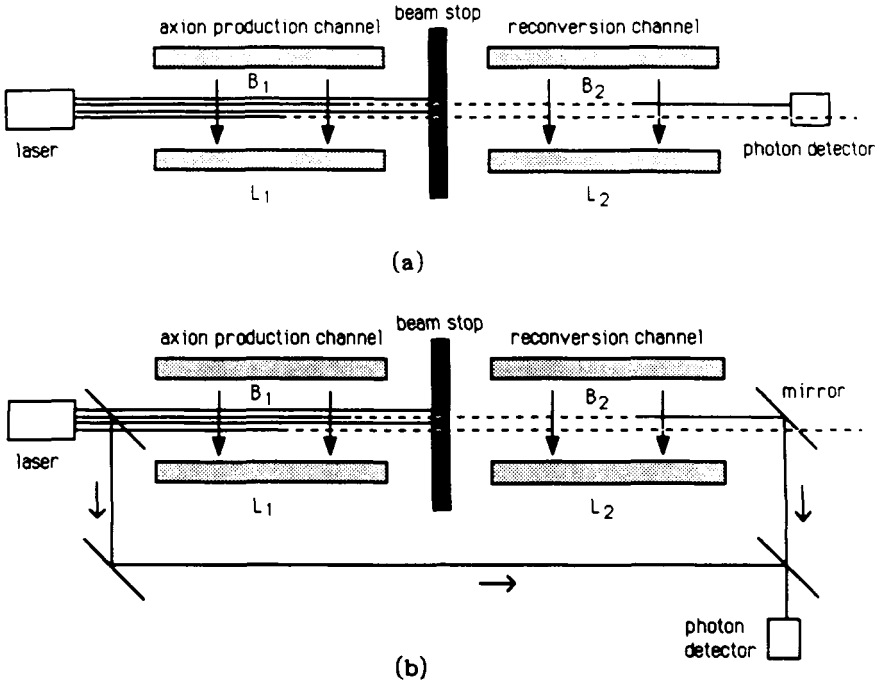 beam stop
axion production channel
reconversion channel
B1
B2
laser
photon detector
L1
L2
(a)
beam stop
axion production channel
reconversion channel
mirror
B1
B2
laser
L1
L2
photon
detector
(b)